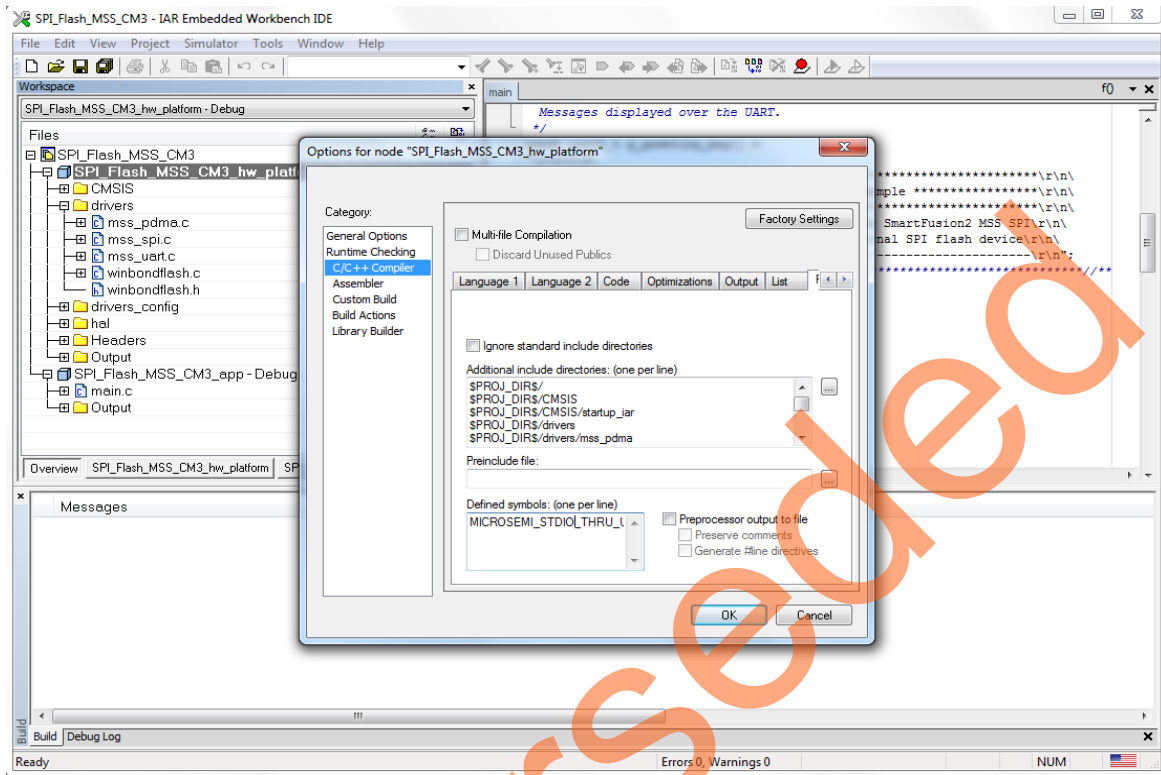 SPI_Flash_MSS_CM3 - IAR Embedded Workbench IDE
File Edit View Project Simulator Tools Window Help
Workspace
SPI_Flash_MSS_CM3_hw_platform - Debug
Files
SPI_Flash_MSS_CM3
SPI_Flash_MSS_CM3_hw_platf
CMSIS
drivers
mss_pdma.c
mss_spi.c
mss_uart.c
winbondflash.c
winbondflash.h
drivers_config
hal
Headers
Output
SPI_Flash_MSS_CM3_app - Debug
main.c
Output
Overview SPI_Flash_MSS_CM3_hw_platform SP
main
f()
Messages displayed over the UART.
*/
***********************\r\n\
mple ******************\r\n\
***********************\r\n\
SmartFusion2 MSS SPI\r\n\
nal SPI flash device\r\n\
----------------------\r\n";
*****************************//**
Options for node "SPI_Flash_MSS_CM3_hw_platform"
Category:
General Options
Runtime Checking
C/C++ Compiler
Assembler
Custom Build
Build Actions
Library Builder
Factory Settings
Multi-file Compilation
Discard Unused Publics
Language 1 Language 2 Code Optimizations Output List
Ignore standard include directories
Additional include directories: (one per line)
$PROJ_DIR$/
$PROJ_DIR$/CMSIS
$PROJ_DIR$/CMSIS/startup_iar
$PROJ_DIR$/drivers
$PROJ_DIR$/drivers/mss_pdma
...
Preinclude file:
...
Defined symbols: (one per line)
MICROSEMI_STDIO_THRU_U
Preprocessor output to file
Preserve comments
Generate #line directives
OK Cancel
Messages
Build
Build Debug Log
Ready Errors 0, Warnings 0 NUM
rseded